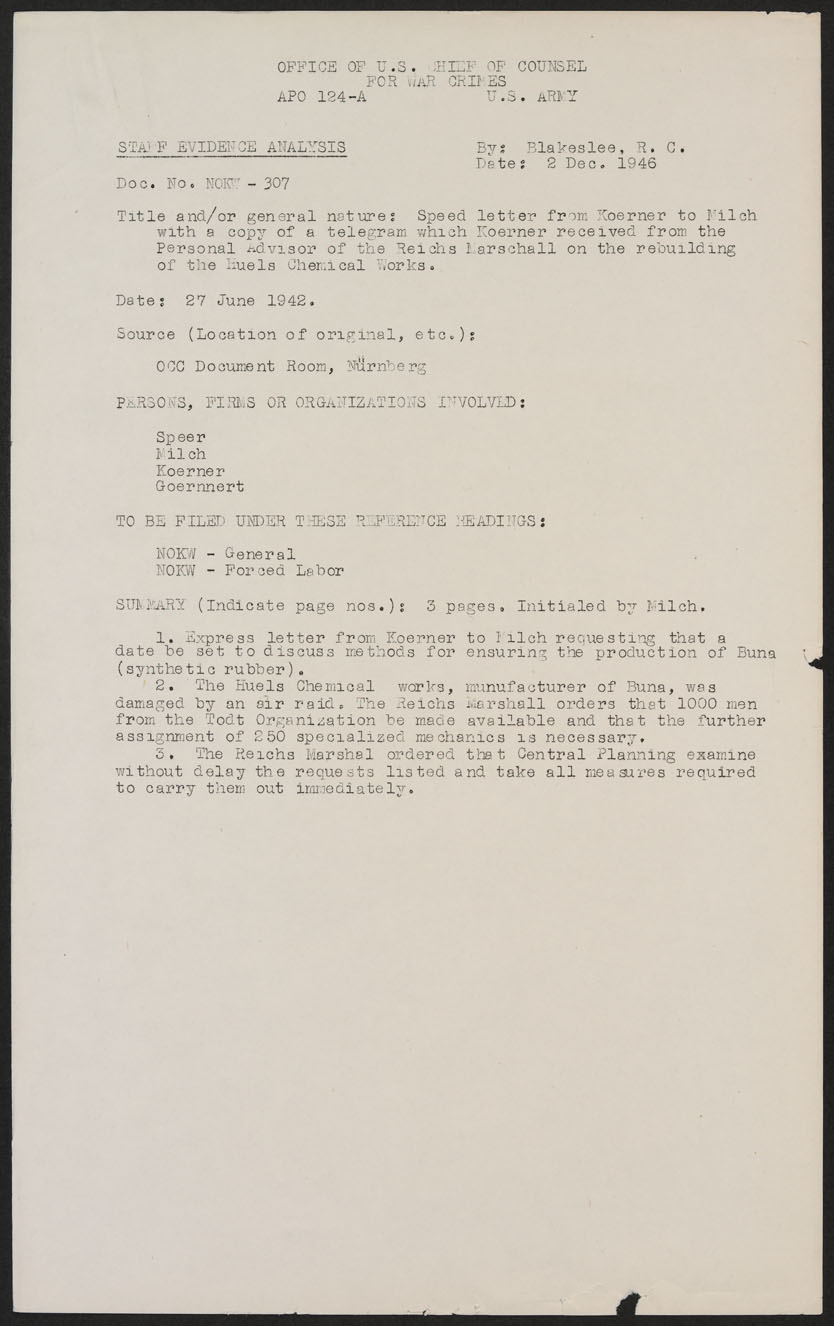 OFFICE OF U.S. CHIEF OF COUNSEL
FOR WAR CRIMES
APO 124-A U.S. ARMY
STAFF EVIDENCE ANALYSIS By: Blakeslee, R. C.
Date: 2 Dec. 1946
Doc. No. NOKW - 307
Title and/or general nature: Speed letter from Koerner to Milch
with a copy of a telegram which Koerner received from the
Personal Advisor of the Reichs Marschall on the rebuilding
of the Huels Chemical Works.
Date: 27 June 1942.
Source (Location of original, etc.):
OCC Document Room, Nürnberg
PERSONS, FIRMS OR ORGANIZATIONS INVOLVED:
Speer
Milch
Koerner
Goernnert
TO BE FILED UNDER THESE REFERENCE HEADINGS:
NOKW - General
NOKW - Forced Labor
SUMMARY (Indicate page nos.): 3 pages. Initialed by Milch.
1. Express letter from Koerner to Milch requesting that a
date be set to discuss methods for ensuring the production of Buna
(synthetic rubber).
2. The Huels Chemical works, munufacturer of Buna, was
damaged by an air raid. The Reichs Marshall orders that 1000 men
from the Todt Organization be made available and that the further
assignment of 250 specialized mechanics is necessary.
3. The Reichs Marshal ordered that Central Planning examine
without delay the requests listed and take all measures required
to carry them out immediately.